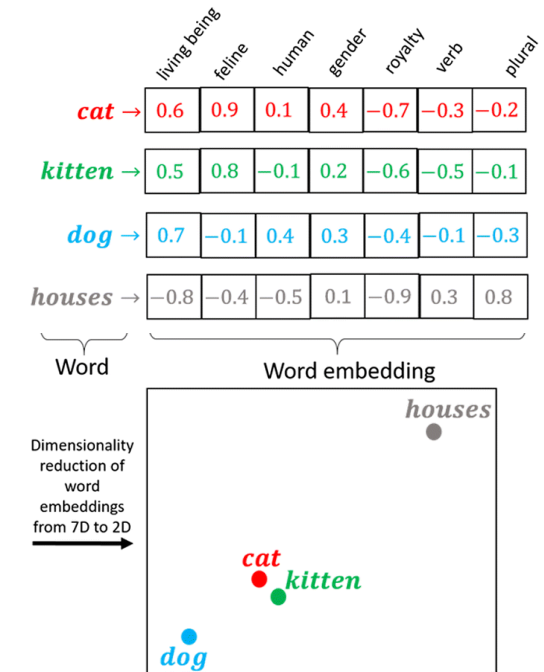 living being feline human gender royalty verb plural
cat → 0.6 0.9 0.1 0.4 −0.7 −0.3 −0.2
kitten → 0.5 0.8 −0.1 0.2 −0.6 −0.5 −0.1
dog → 0.7 −0.1 0.4 0.3 −0.4 −0.1 −0.3
houses → −0.8 −0.4 −0.5 0.1 −0.9 0.3 0.8
Word Word embedding
Dimensionality
reduction of
word
embeddings
from 7D to 2D
houses
cat
kitten
dog